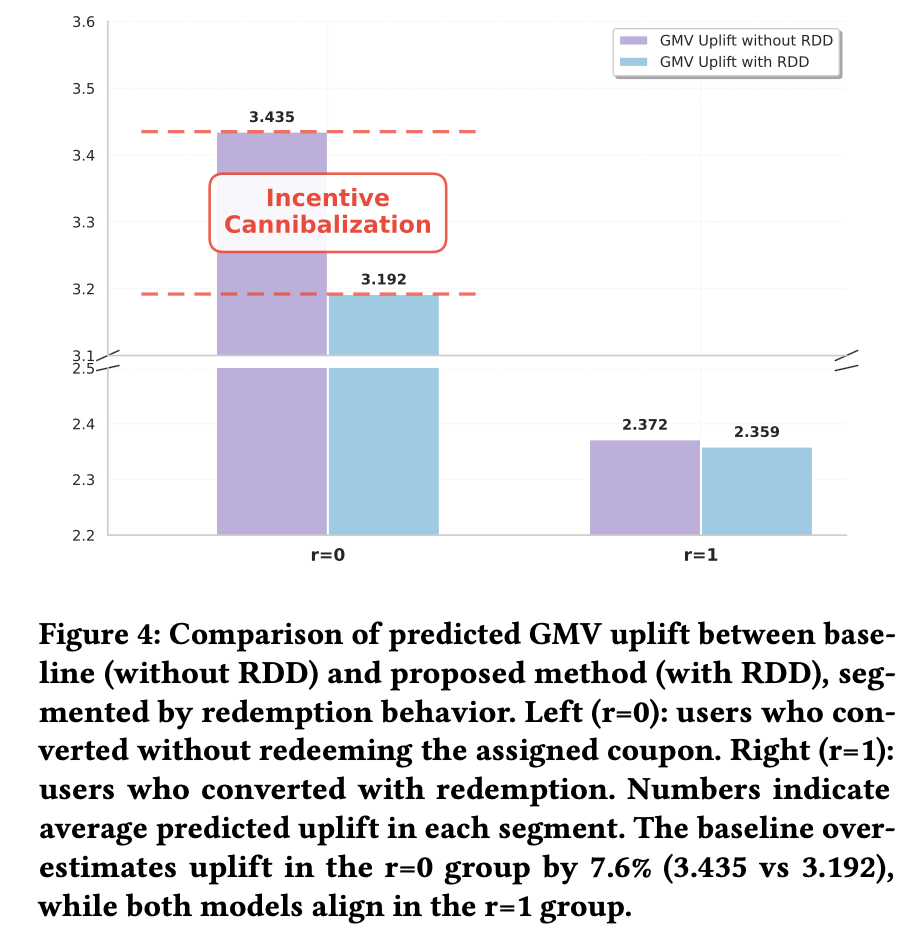 3.6
GMV Uplift without RDD
GMV Uplift with RDD
3.5
3.435
3.4
Incentive
Cannibalization
3.3
3.192
3.2
3.1
2.5
2.4
2.372
2.359
2.3
2.2
r=0
r=1
Figure 4: Comparison of predicted GMV uplift between base-
line (without RDD) and proposed method (with RDD), seg-
mented by redemption behavior. Left (r=0): users who con-
verted without redeeming the assigned coupon. Right (r=1):
users who converted with redemption. Numbers indicate
average predicted uplift in each segment. The baseline over-
estimates uplift in the r=0 group by 7.6% (3.435 vs 3.192),
while both models align in the r=1 group.